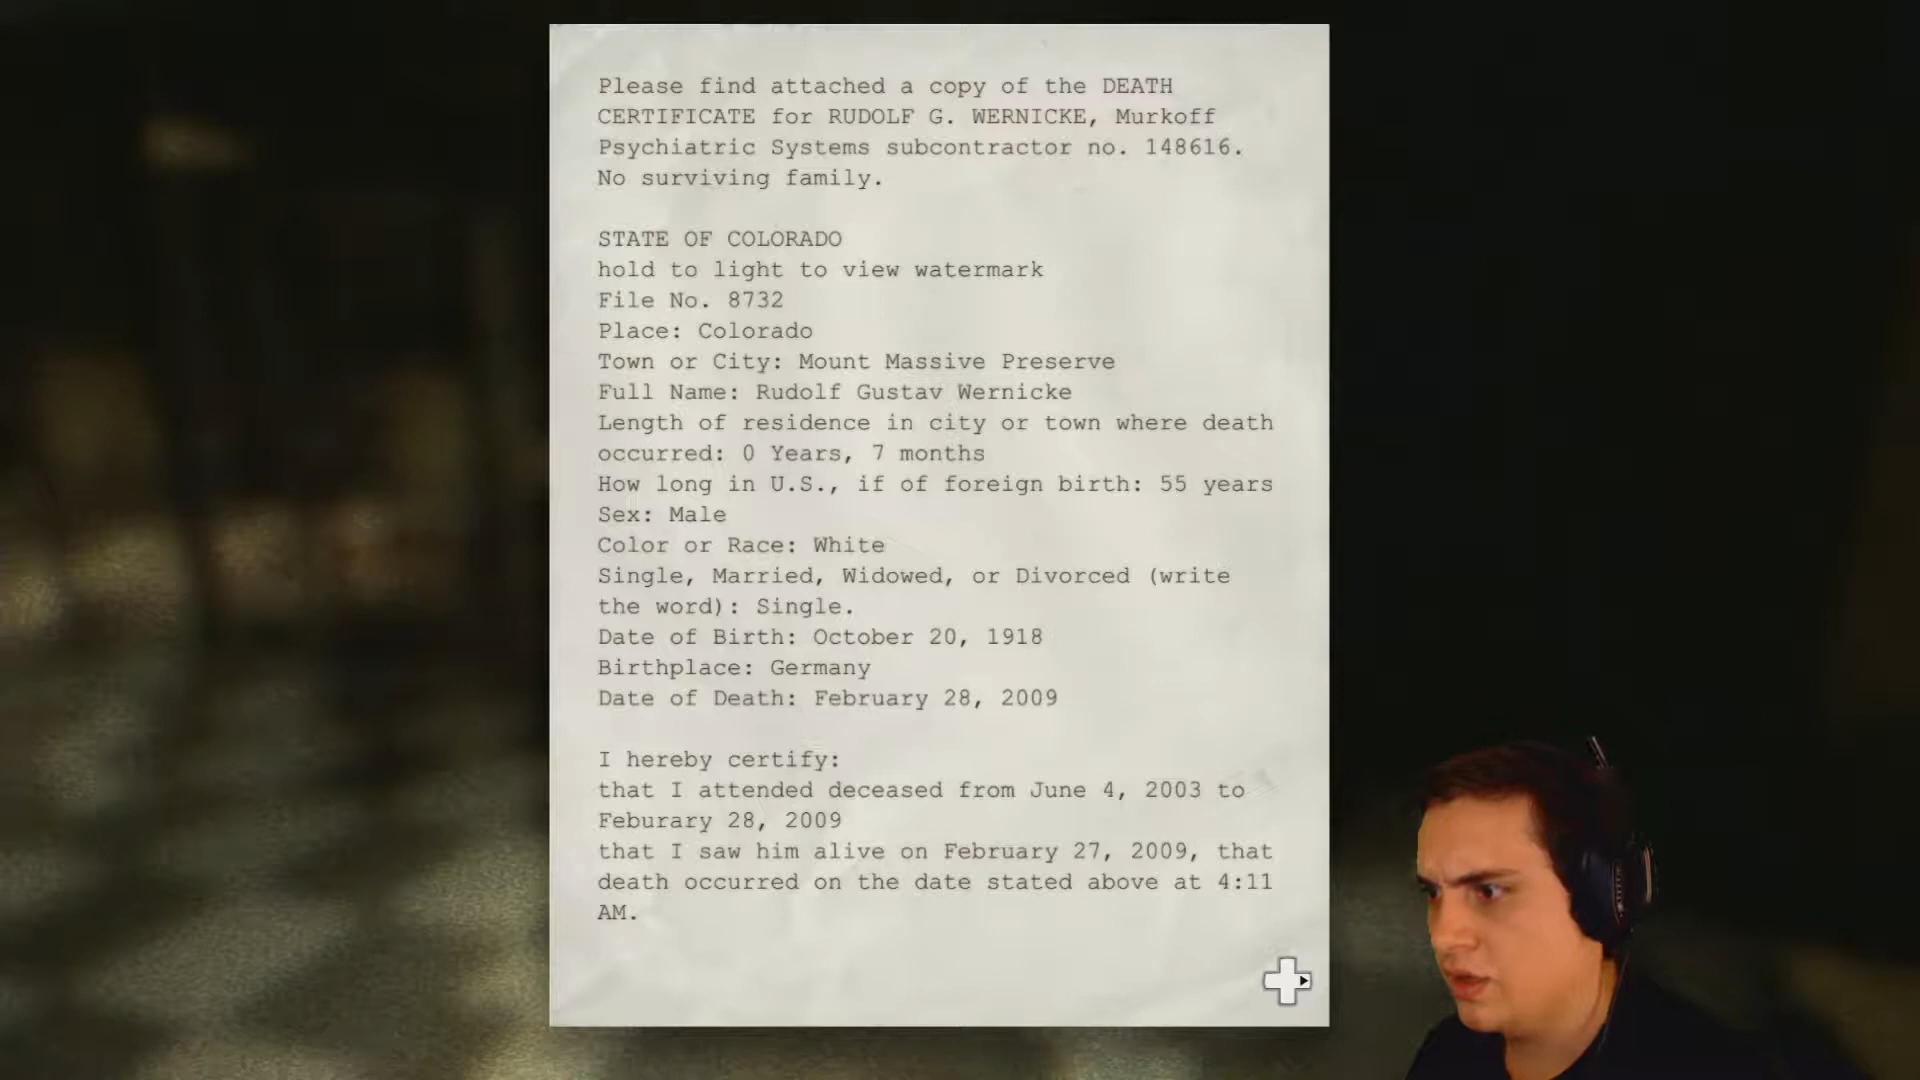 Please find attached a copy of the DEATH
CERTIFICATE for RUDOLF G. WERNICKE, Murkoff
Psychiatric Systems subcontractor no. 148616.
No surviving family.
STATE OF COLORADO
hold to light to view watermark
File No. 8732
Place: Colorado
Town or City: Mount Massive Preserve
Full Name: Rudolf Gustav Wernicke
Length of residence in city or town where death
occurred: 0 Years, 7 months
How long in U.S., if of foreign birth: 55 years
Sex: Male
Color or Race: White
Single, Married, Widowed, or Divorced (write
the word): Single.
Date of Birth: October 20, 1918
Birthplace: Germany
Date of Death: February 28, 2009
I hereby certify:
that I attended deceased from June 4, 2003 to
Feburary 28, 2009
that I saw him alive on February 27, 2009, that
death occurred on the date stated above at 4:11
AM.